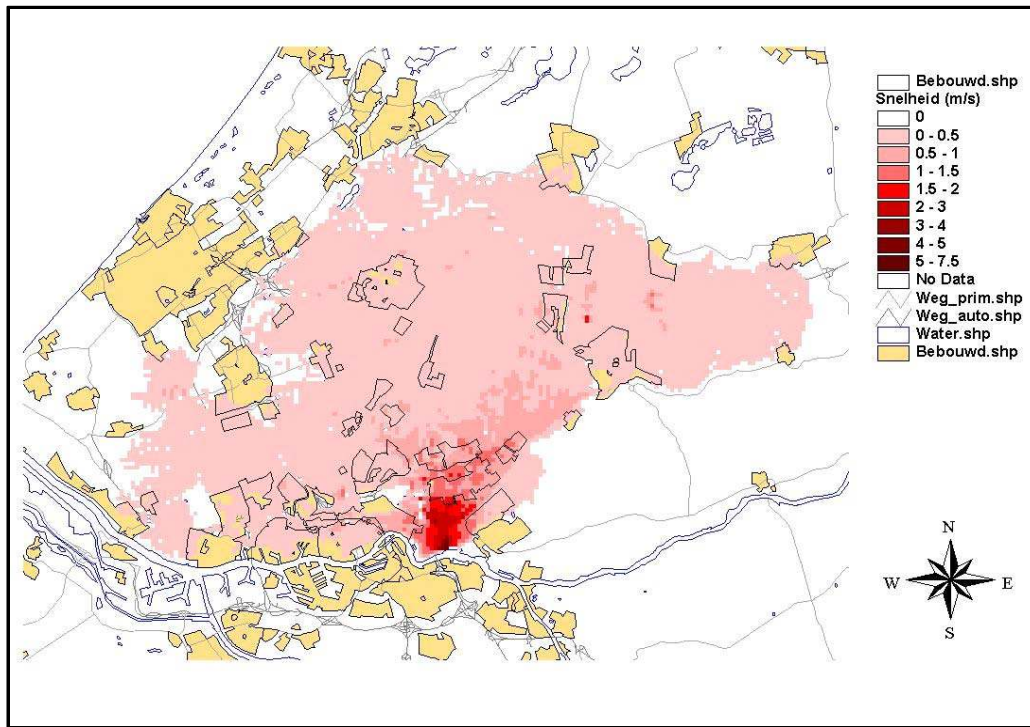 Bebouwd.shp
Snelheid (m/s)
0
0 - 0.5
0.5 - 1
1 - 1.5
1.5 - 2
2 - 3
3 - 4
4 - 5
5 - 7.5
No Data
Weg_prim.shp
Weg_auto.shp
Water.shp
Bebouwd.shp
N
W E
S